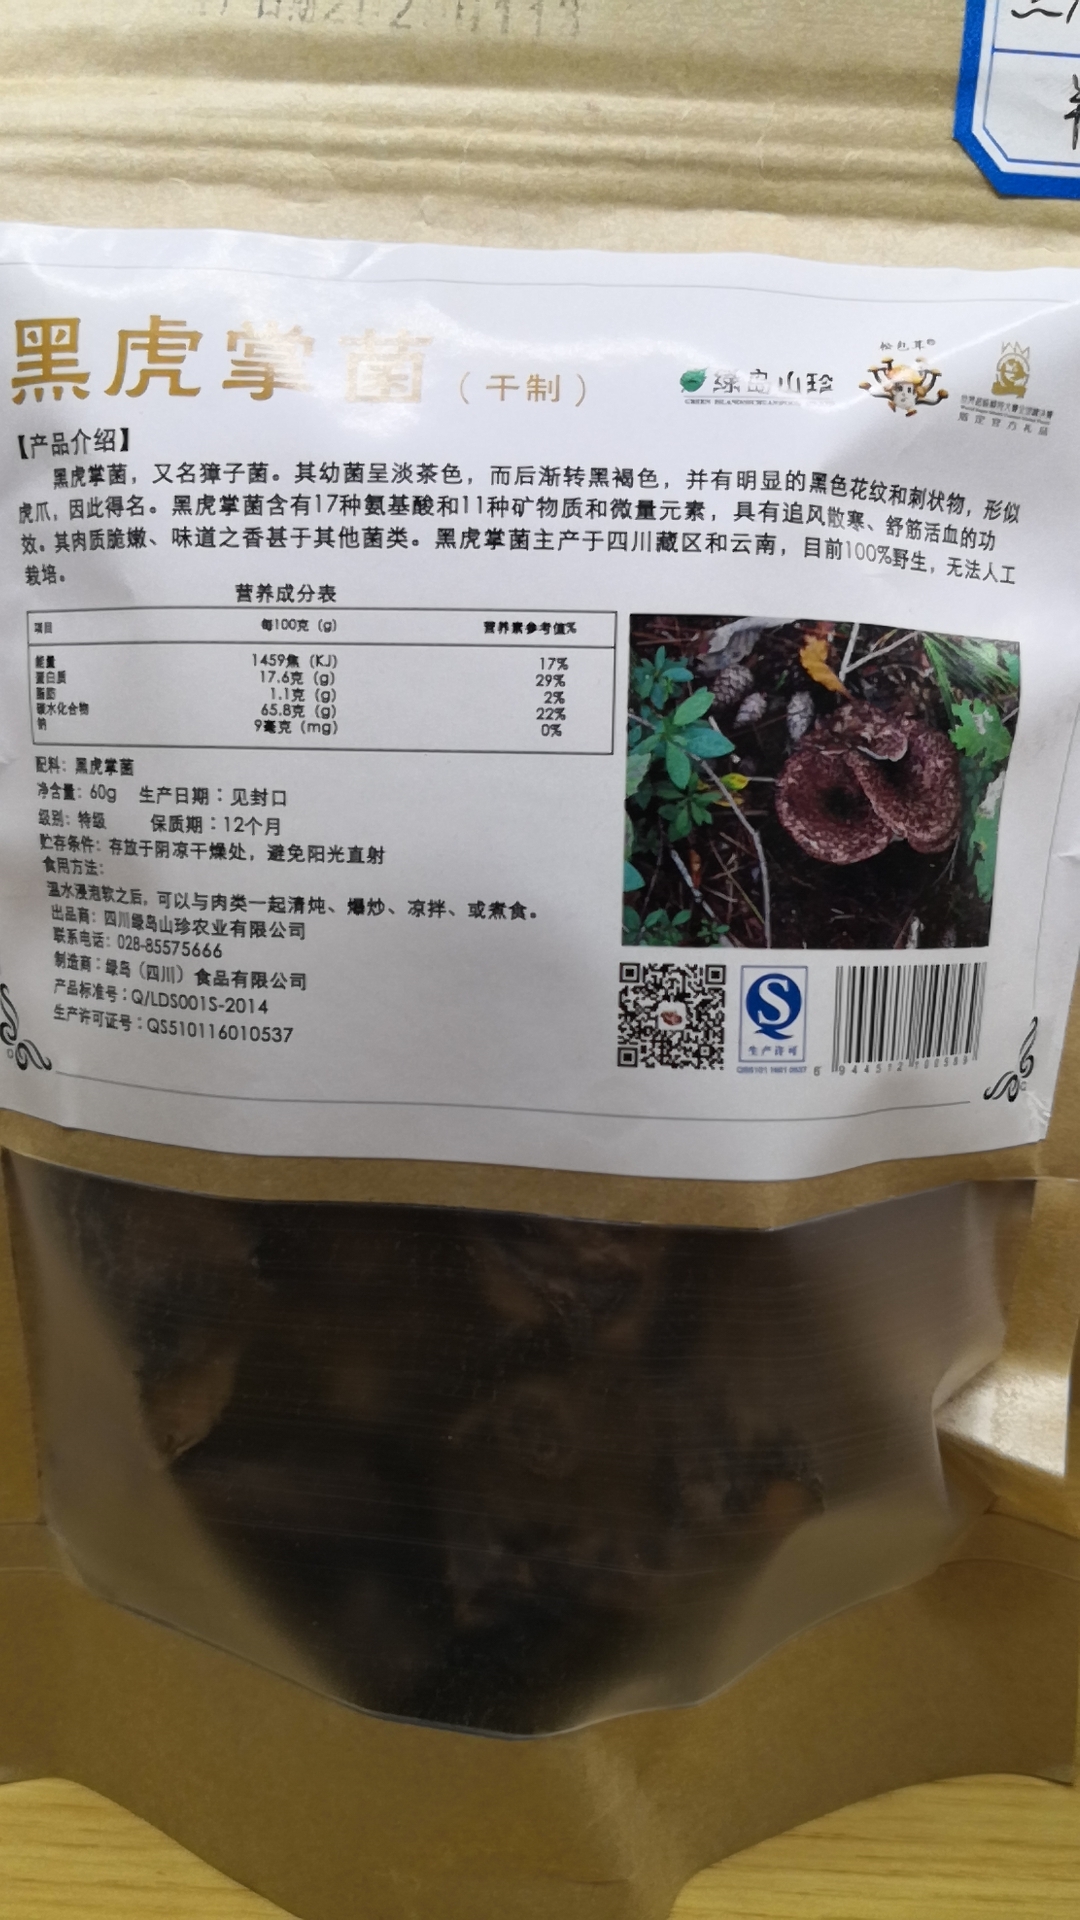 黑虎掌菌（干制）
绿岛山珍
松包耳
【产品介绍】
黑虎掌菌，又名獐子菌。其幼菌呈淡茶色，而后渐转黑褐色，并有明显的黑色花纹和刺状物，形似
虎爪，因此得名。黑虎掌菌含有17种氨基酸和11种矿物质和微量元素，具有追风散寒、舒筋活血的功
效。其肉质脆嫩、味道之香甚于其他菌类。黑虎掌菌主产于四川藏区和云南，目前100%野生，无法人工
栽培。
营养成分表
项目 每100克（g） 营养素参考值%
能量 1459焦（KJ） 17%
蛋白质 17.6克（g） 29%
脂肪 1.1克（g） 2%
碳水化合物 65.8克（g） 22%
钠 9毫克（mg） 0%
配料：黑虎掌菌
净含量：60g 生产日期：见封口
级别：特级 保质期：12个月
贮存条件：存放于阴凉干燥处，避免阳光直射
食用方法：
温水浸泡软之后，可以与肉类一起清炖、爆炒、凉拌、或煮食。
出品商：四川绿岛山珍农业有限公司
联系电话：028-85575666
制造商：绿岛（四川）食品有限公司
产品标准号：Q/LDS001S-2014
生产许可证号：QS510116010537
生产许可
QS5101 1601 0537